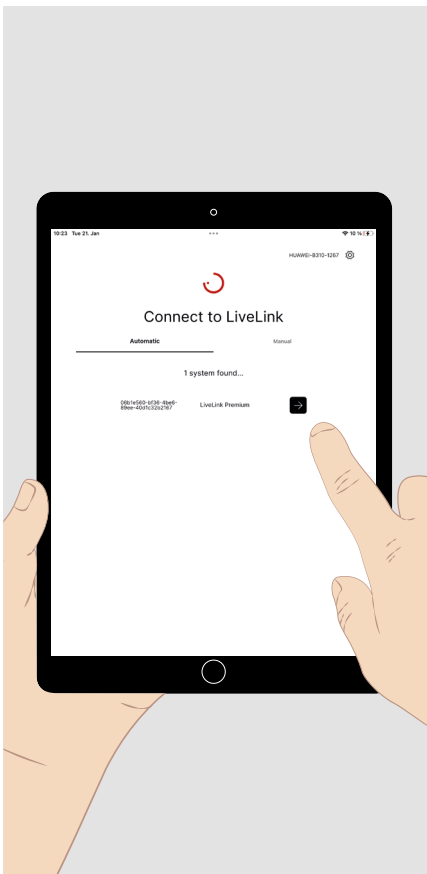 10:23 Tue 21. Jan
10 %
HUAWEI-B310-1267
Connect to LiveLink
Automatic
Manual
1 system found...
06b1e560-bf36-4be6-
89ee-40d1c32b2167
LiveLink Premium